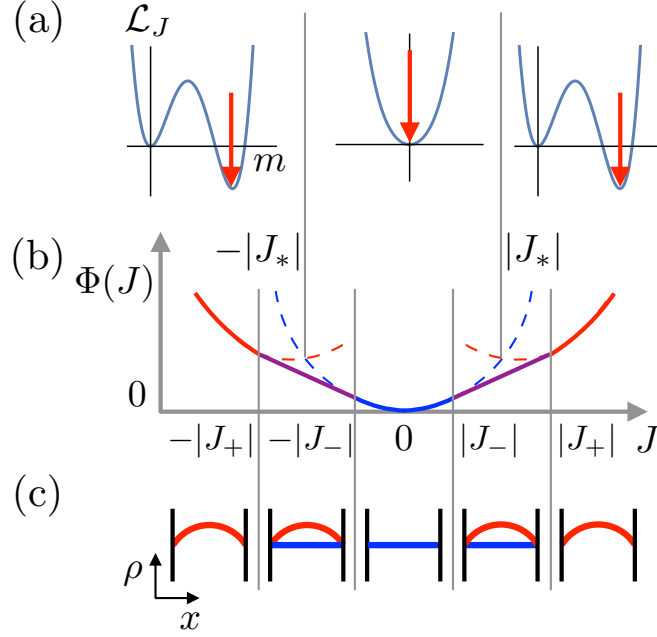 (a)
$\mathcal{L}_J$
$m$
(b)
$-|J_*|$ $|J_*|$
$\Phi(J)$
0
$-|J_+|$ $-|J_-|$ 0 $|J_-|$ $|J_+|$ $J$
(c)
$\rho$
$x$